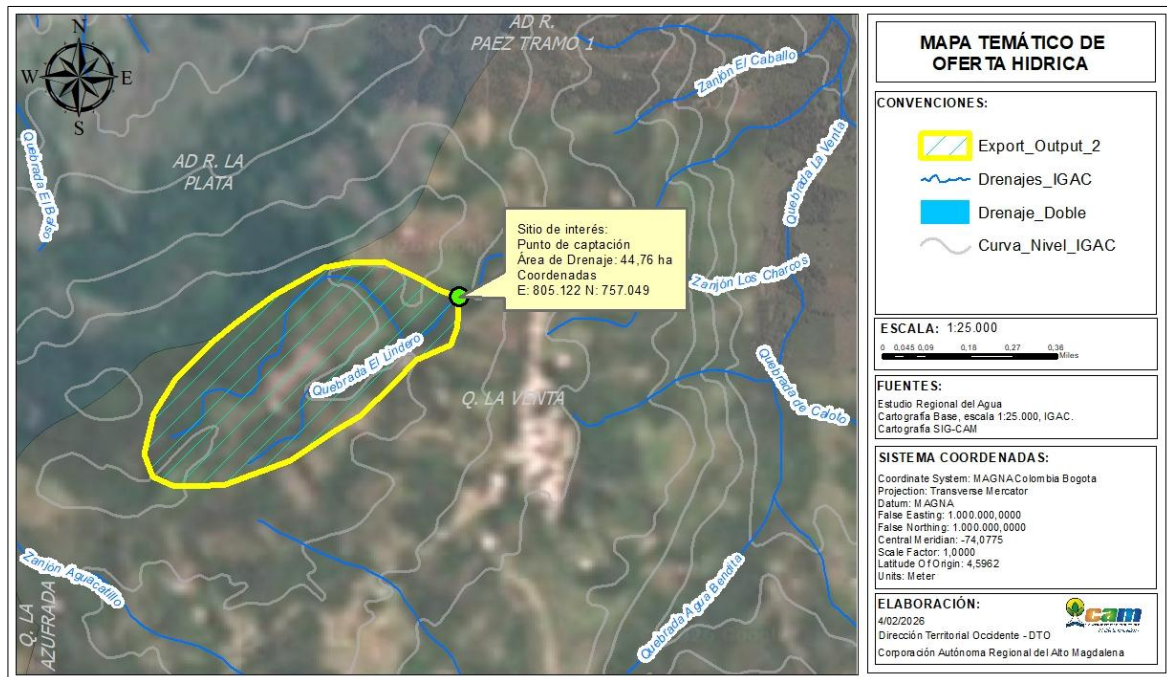 N
W E
S
AD R.
PAEZ TRAMO 1
Zanjón El Caballo
Quebrada La Venta
Quebrada El Bosje
AD R. LA
PLATA
Sitio de interés:
Punto de captación
Área de Drenaje: 44,76 ha
Coordenadas
E: 805.122 N: 757.049
Zanjón Los Charcos
Quebrada El Lindero
Q. LA VENTA
Quebrada de Caloto
Zanjón Aguacatillo
Q. LA
AZUFRADA
Quebrada Agua Bendita
MAPA TEMÁTICO DE
OFERTA HIDRICA
CONVENCIONES:
Export_Output_2
Drenajes_IGAC
Drenaje_Doble
Curva_Nivel_IGAC
ESCALA: 1:25.000
0 0,045 0,09 0,18 0,27 0,36
Miles
FUENTES:
Estudio Regional del Agua
Cartografía Base, escala 1:25.000, IGAC.
Cartografía SIG-CAM
SISTEMA COORDENADAS:
Coordinate System: MAGNA Colombia Bogota
Projection: Transverse Mercator
Datum: MAGNA
False Easting: 1.000.000,0000
False Northing: 1.000.000,0000
Central Meridian: -74,0775
Scale Factor: 1,0000
Latitude Of Origin: 4,5962
Units: Meter
ELABORACIÓN:
4/02/2026
Dirección Territorial Occidente - DTO
Corporación Autónoma Regional del Alto Magdalena
cam